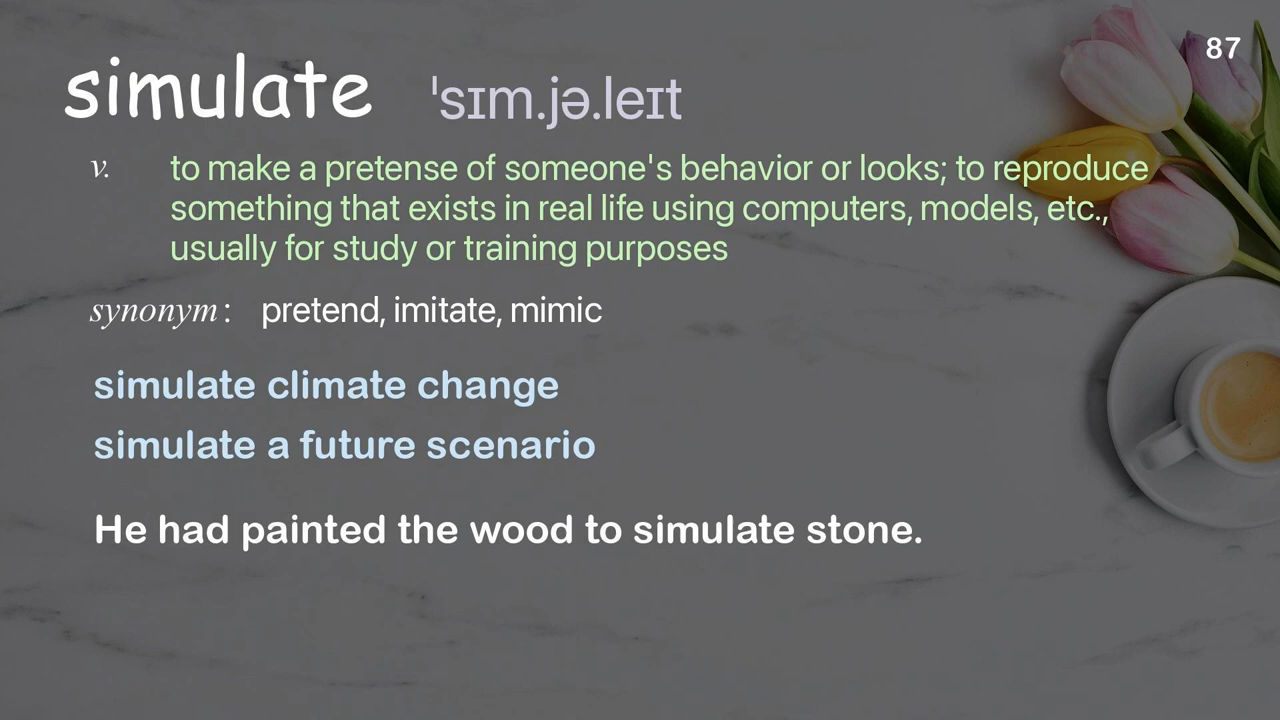 87
simulate ˈsɪm.jə.leɪt
v. to make a pretense of someone's behavior or looks; to reproduce
something that exists in real life using computers, models, etc.,
usually for study or training purposes
synonym: pretend, imitate, mimic
simulate climate change
simulate a future scenario
He had painted the wood to simulate stone.